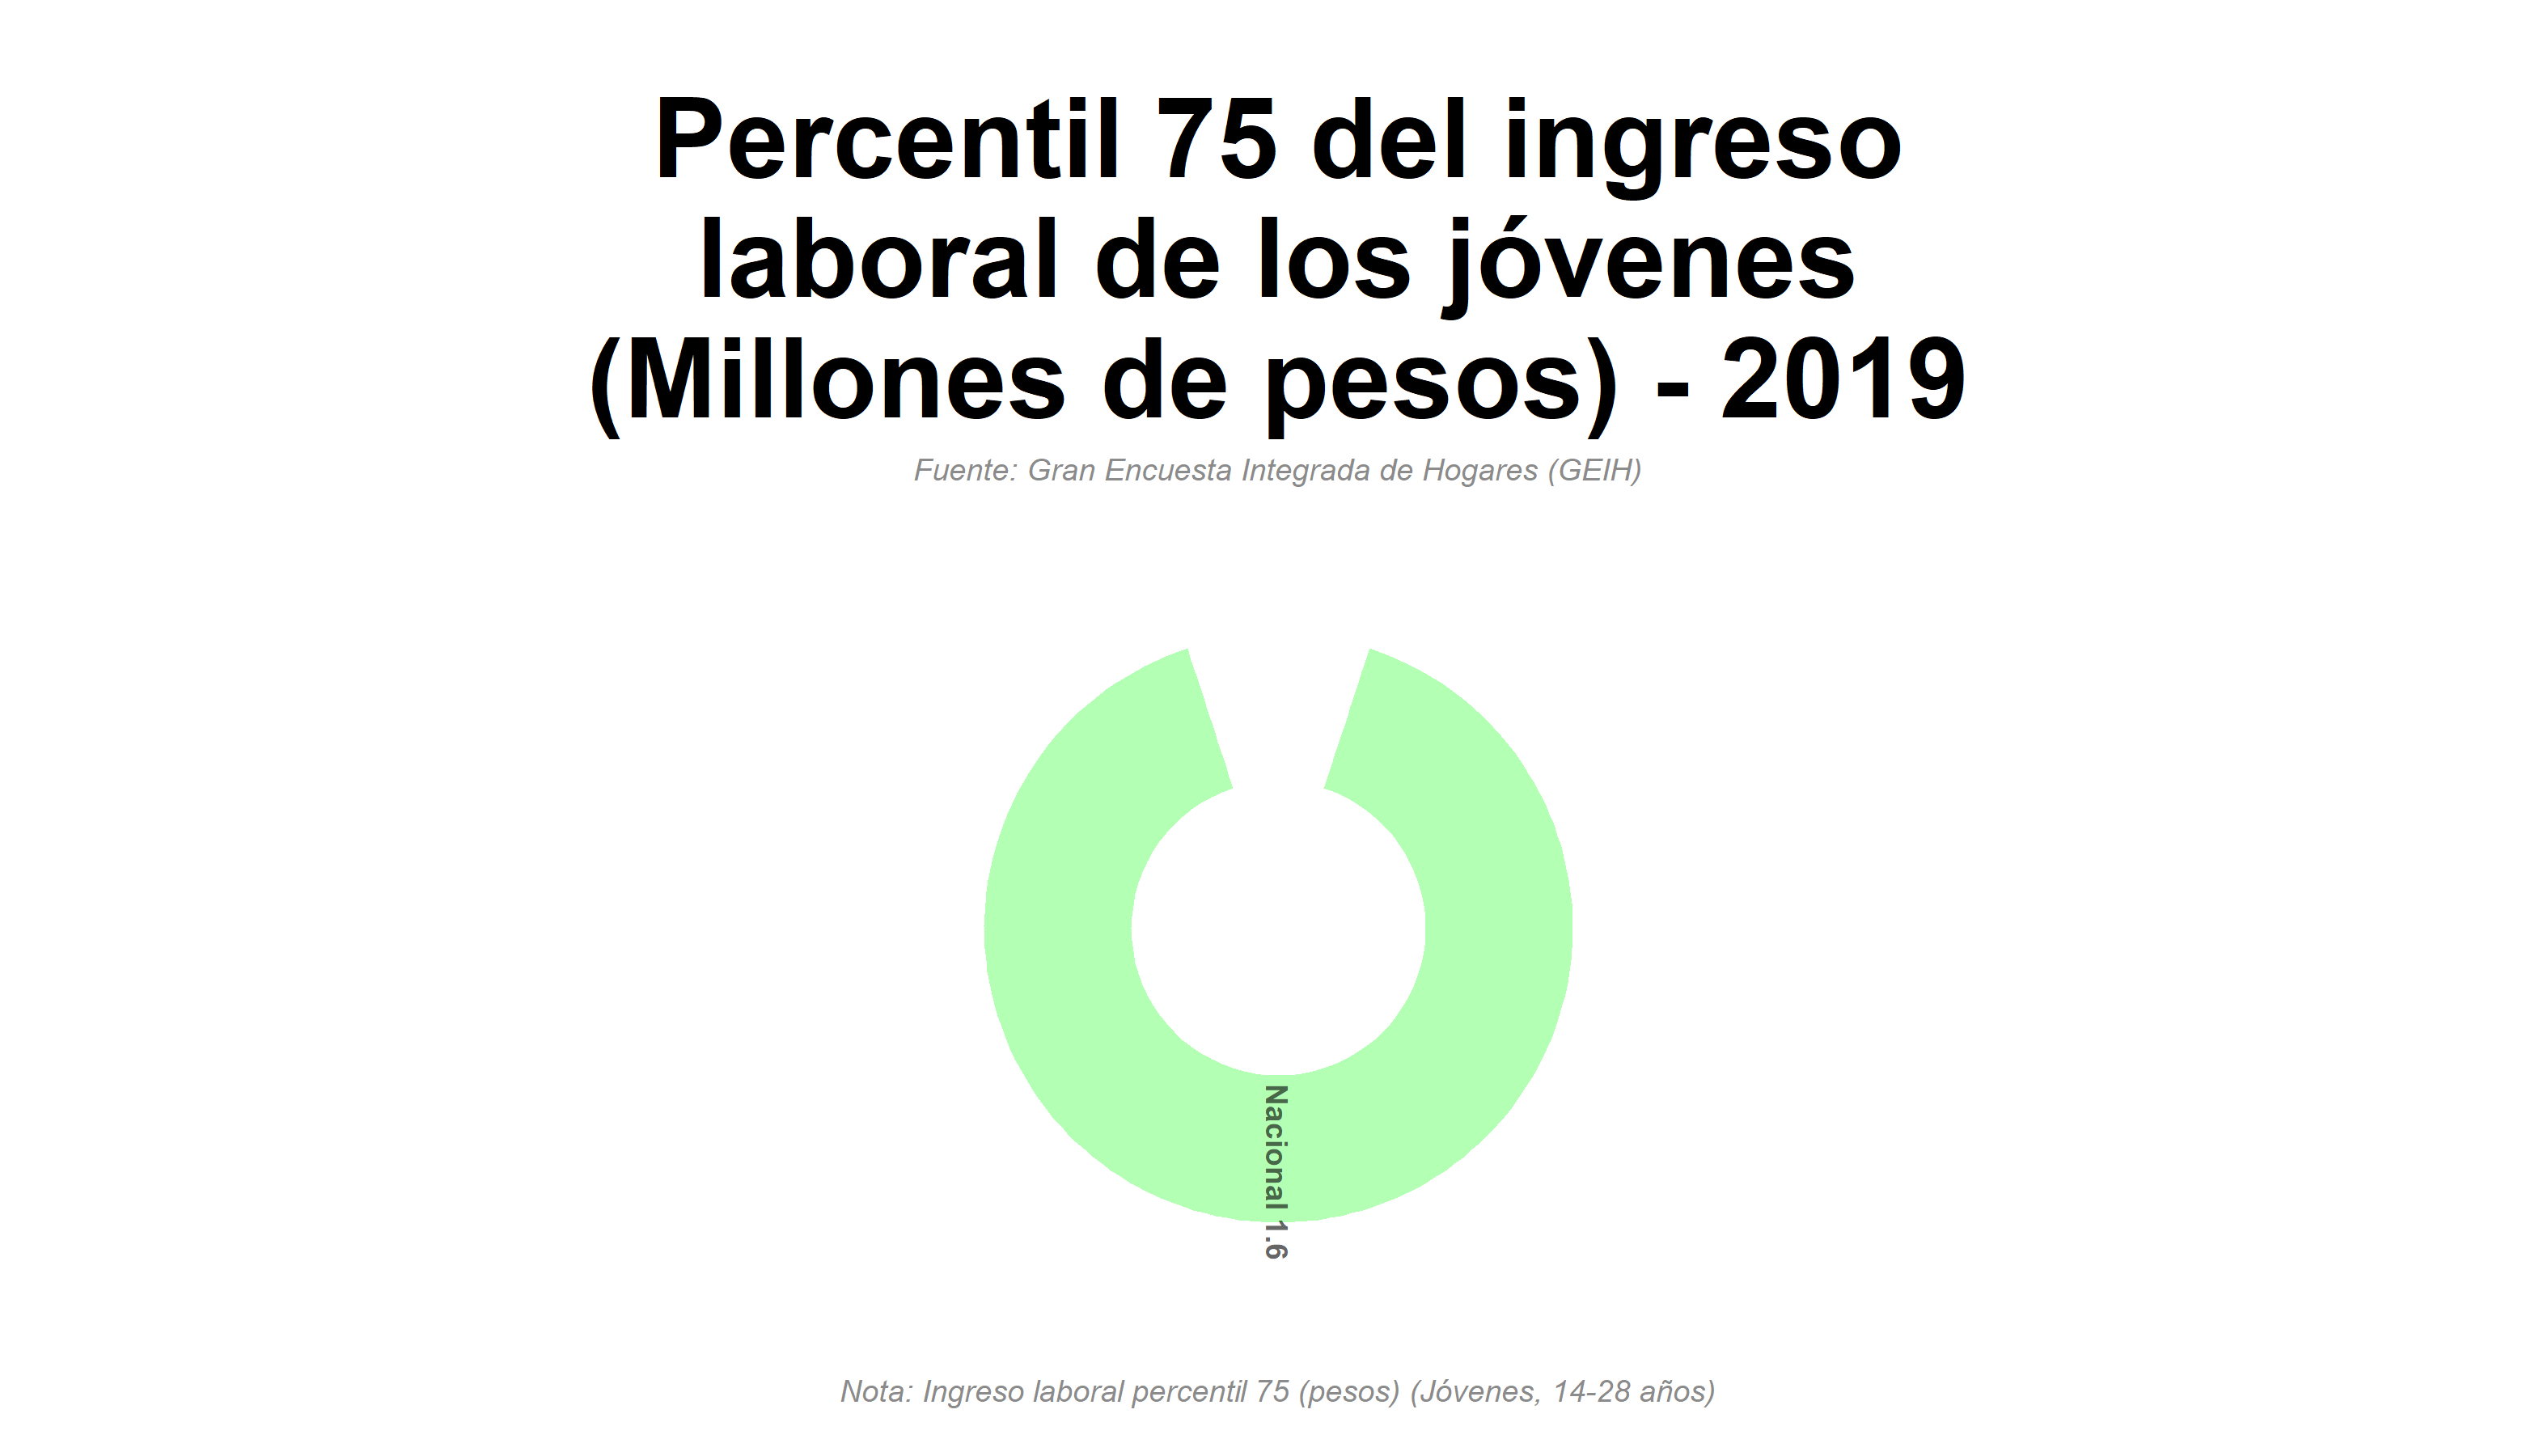 Percentil 75 del ingreso
laboral de los jóvenes
(Millones de pesos) - 2019
Fuente: Gran Encuesta Integrada de Hogares (GEIH)
Nacional 1.6
Nota: Ingreso laboral percentil 75 (pesos) (Jóvenes, 14-28 años)